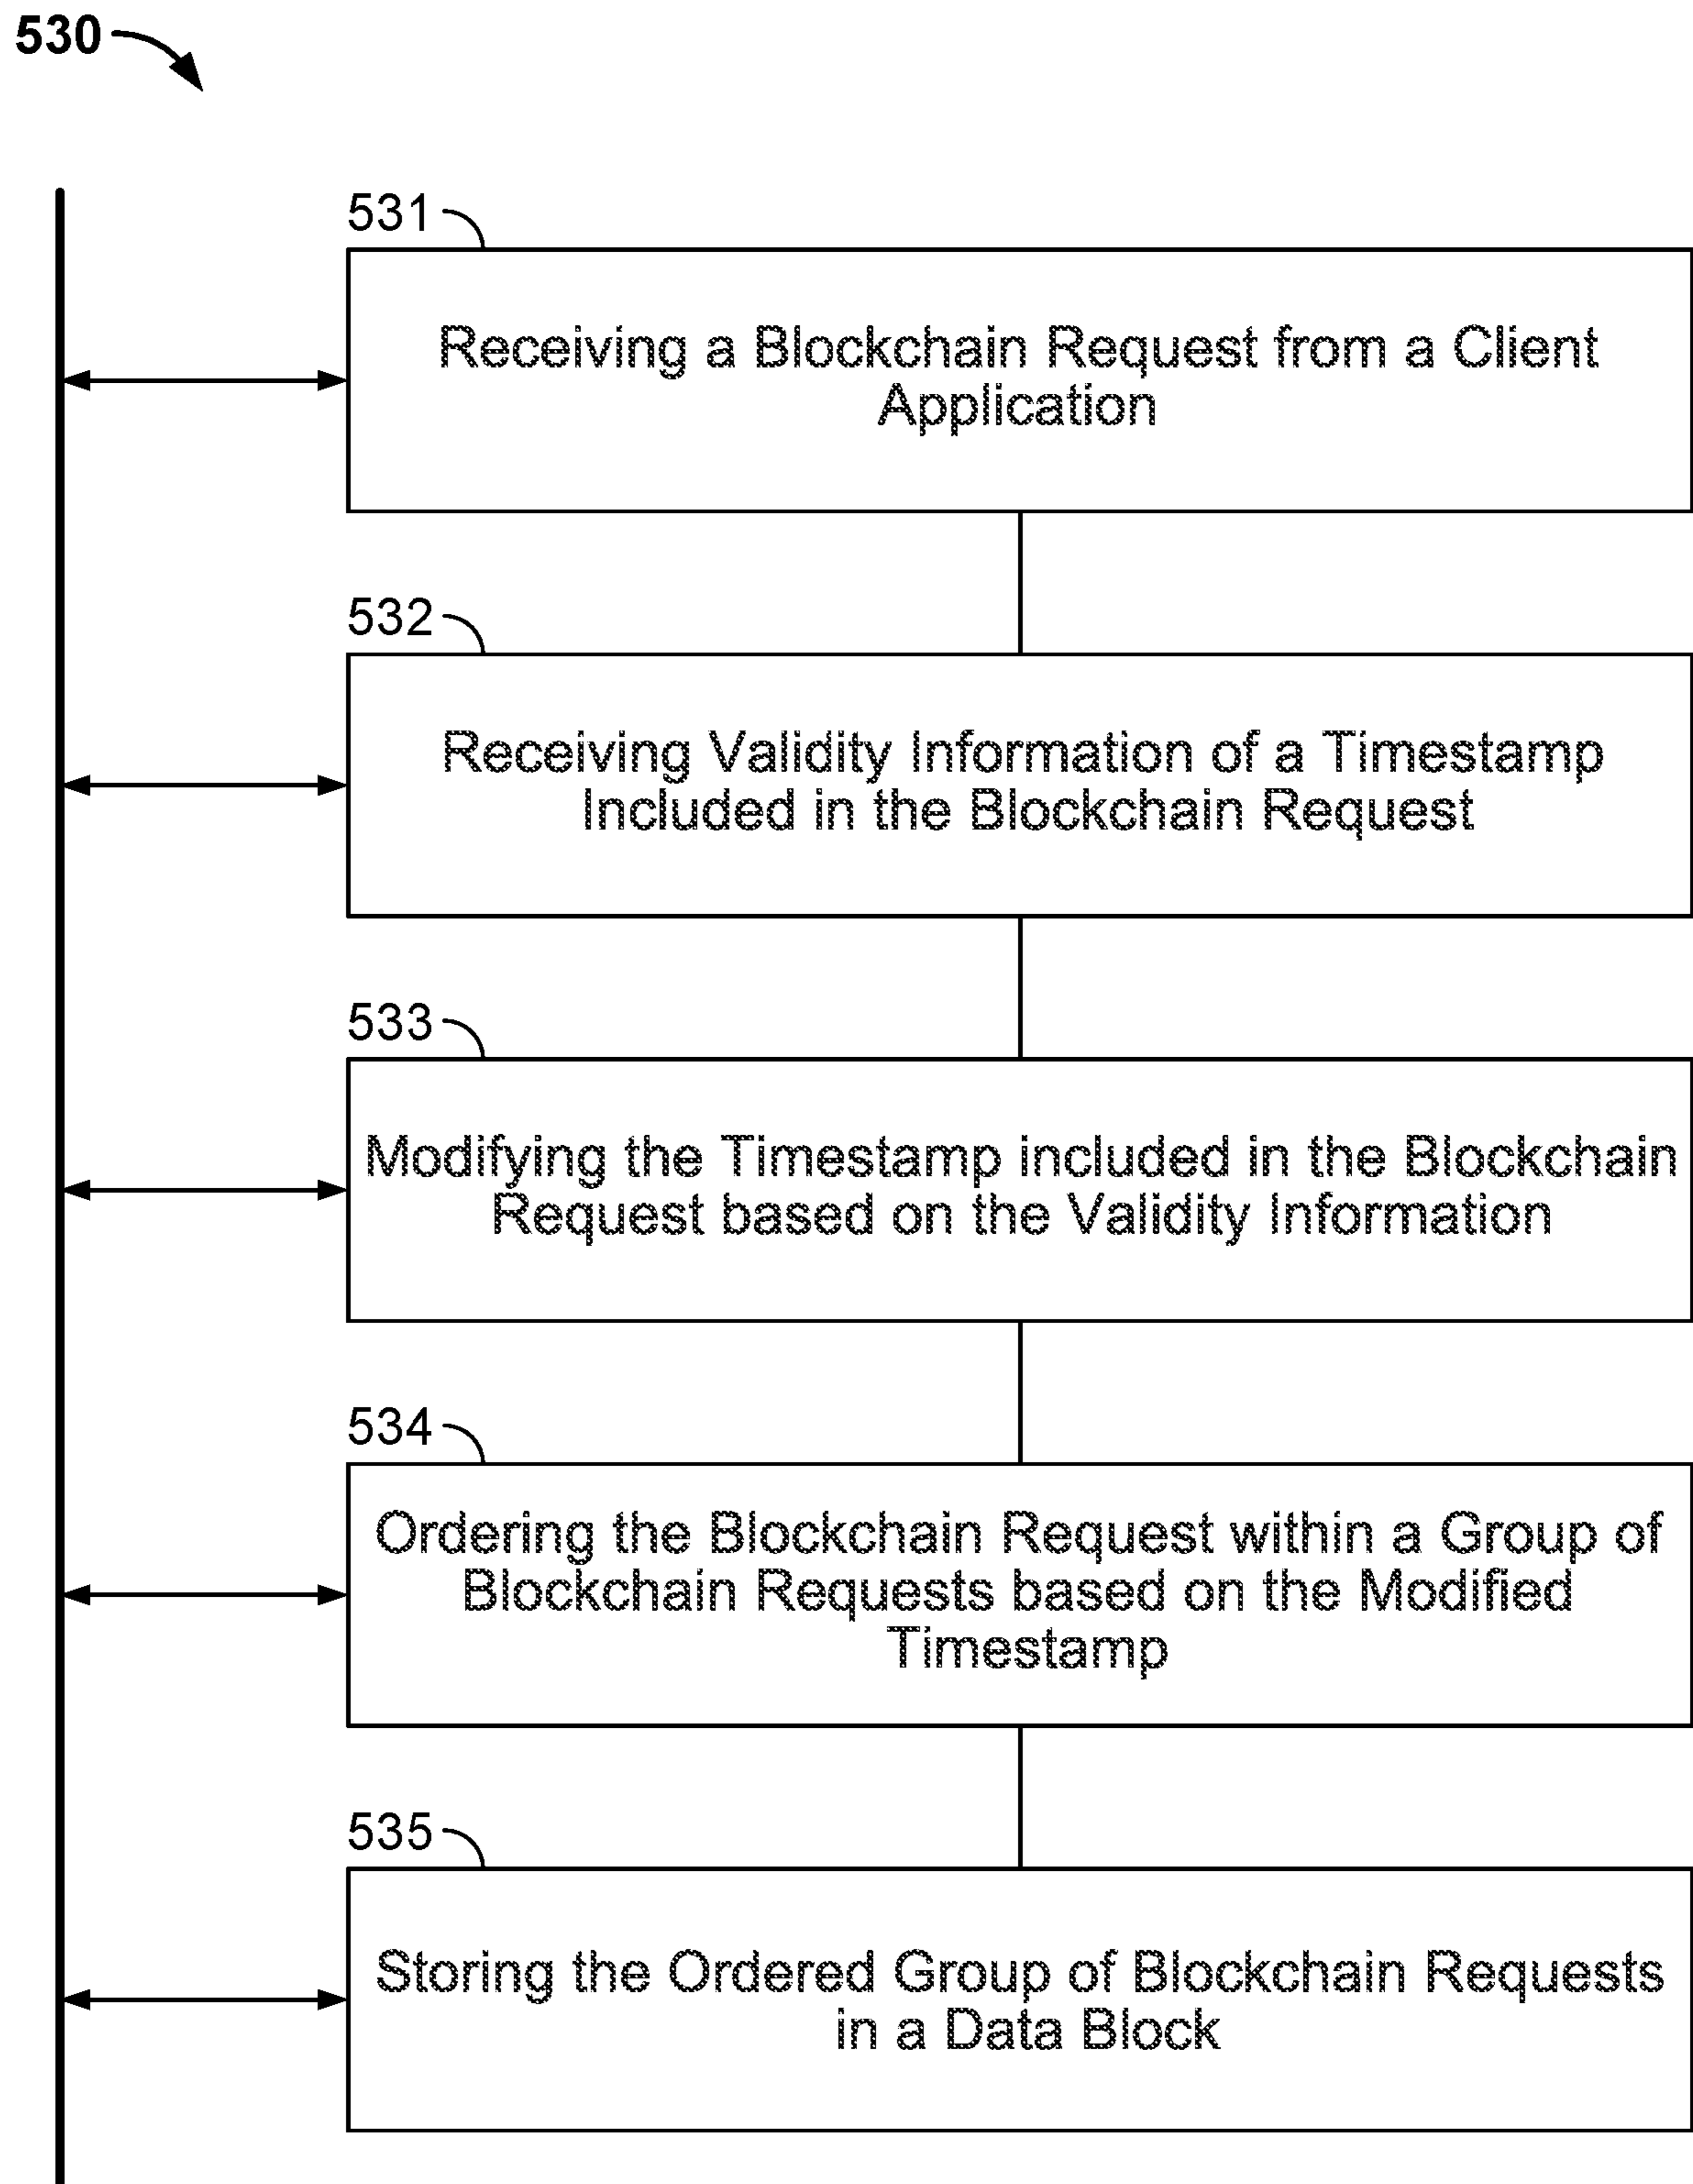 530
531
Receiving a Blockchain Request from a Client
Application
532
Receiving Validity Information of a Timestamp
Included in the Blockchain Request
533
Modifying the Timestamp included in the Blockchain
Request based on the Validity Information
534
Ordering the Blockchain Request within a Group of
Blockchain Requests based on the Modified
Timestamp
535
Storing the Ordered Group of Blockchain Requests
in a Data Block